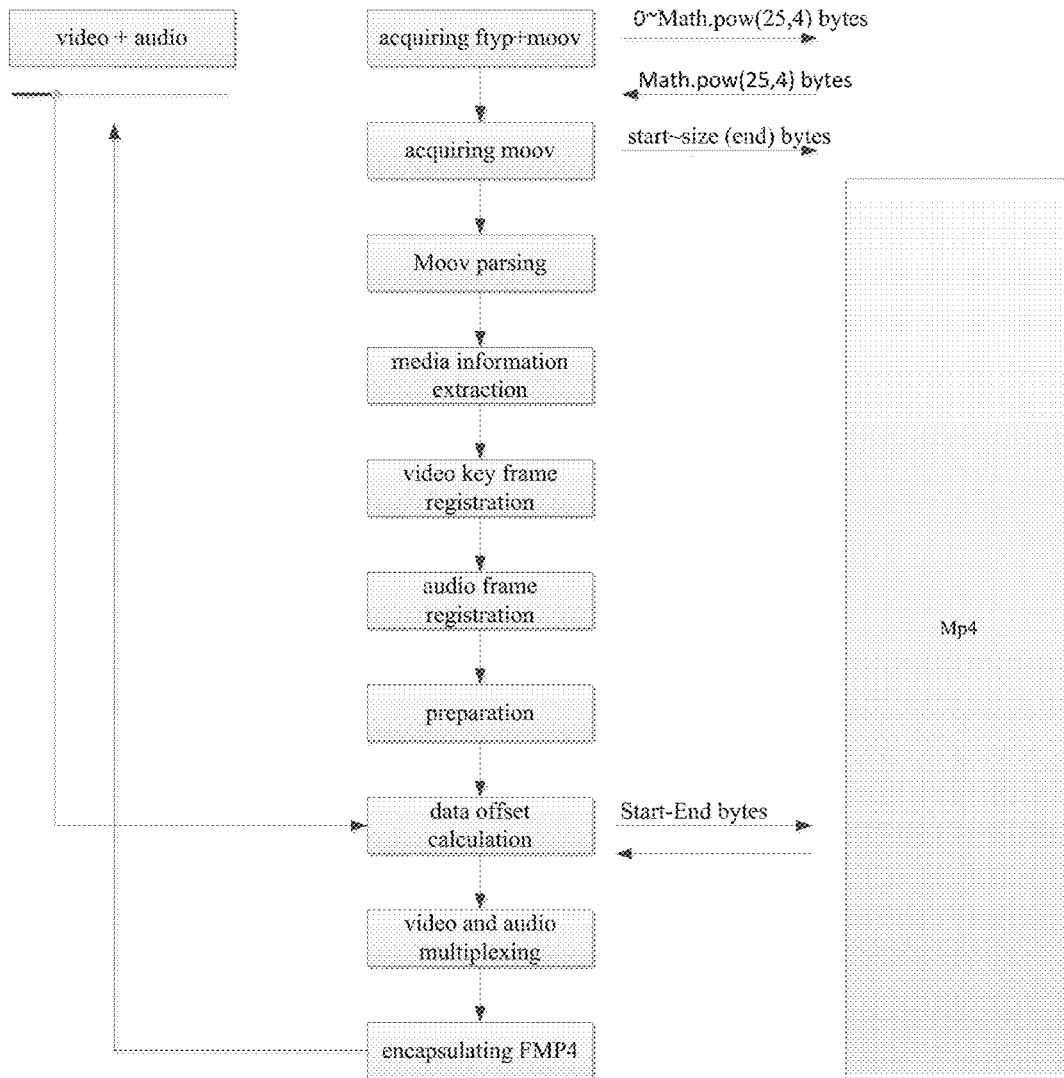 video + audio
acquiring ftyp+moov
0~Math.pow(25,4) bytes
Math.pow(25,4) bytes
acquiring moov
start~size (end) bytes
Moov parsing
media information
extraction
video key frame
registration
audio frame
registration
Mp4
preparation
data offset
calculation
Start-End bytes
video and audio
multiplexing
encapsulating FMP4